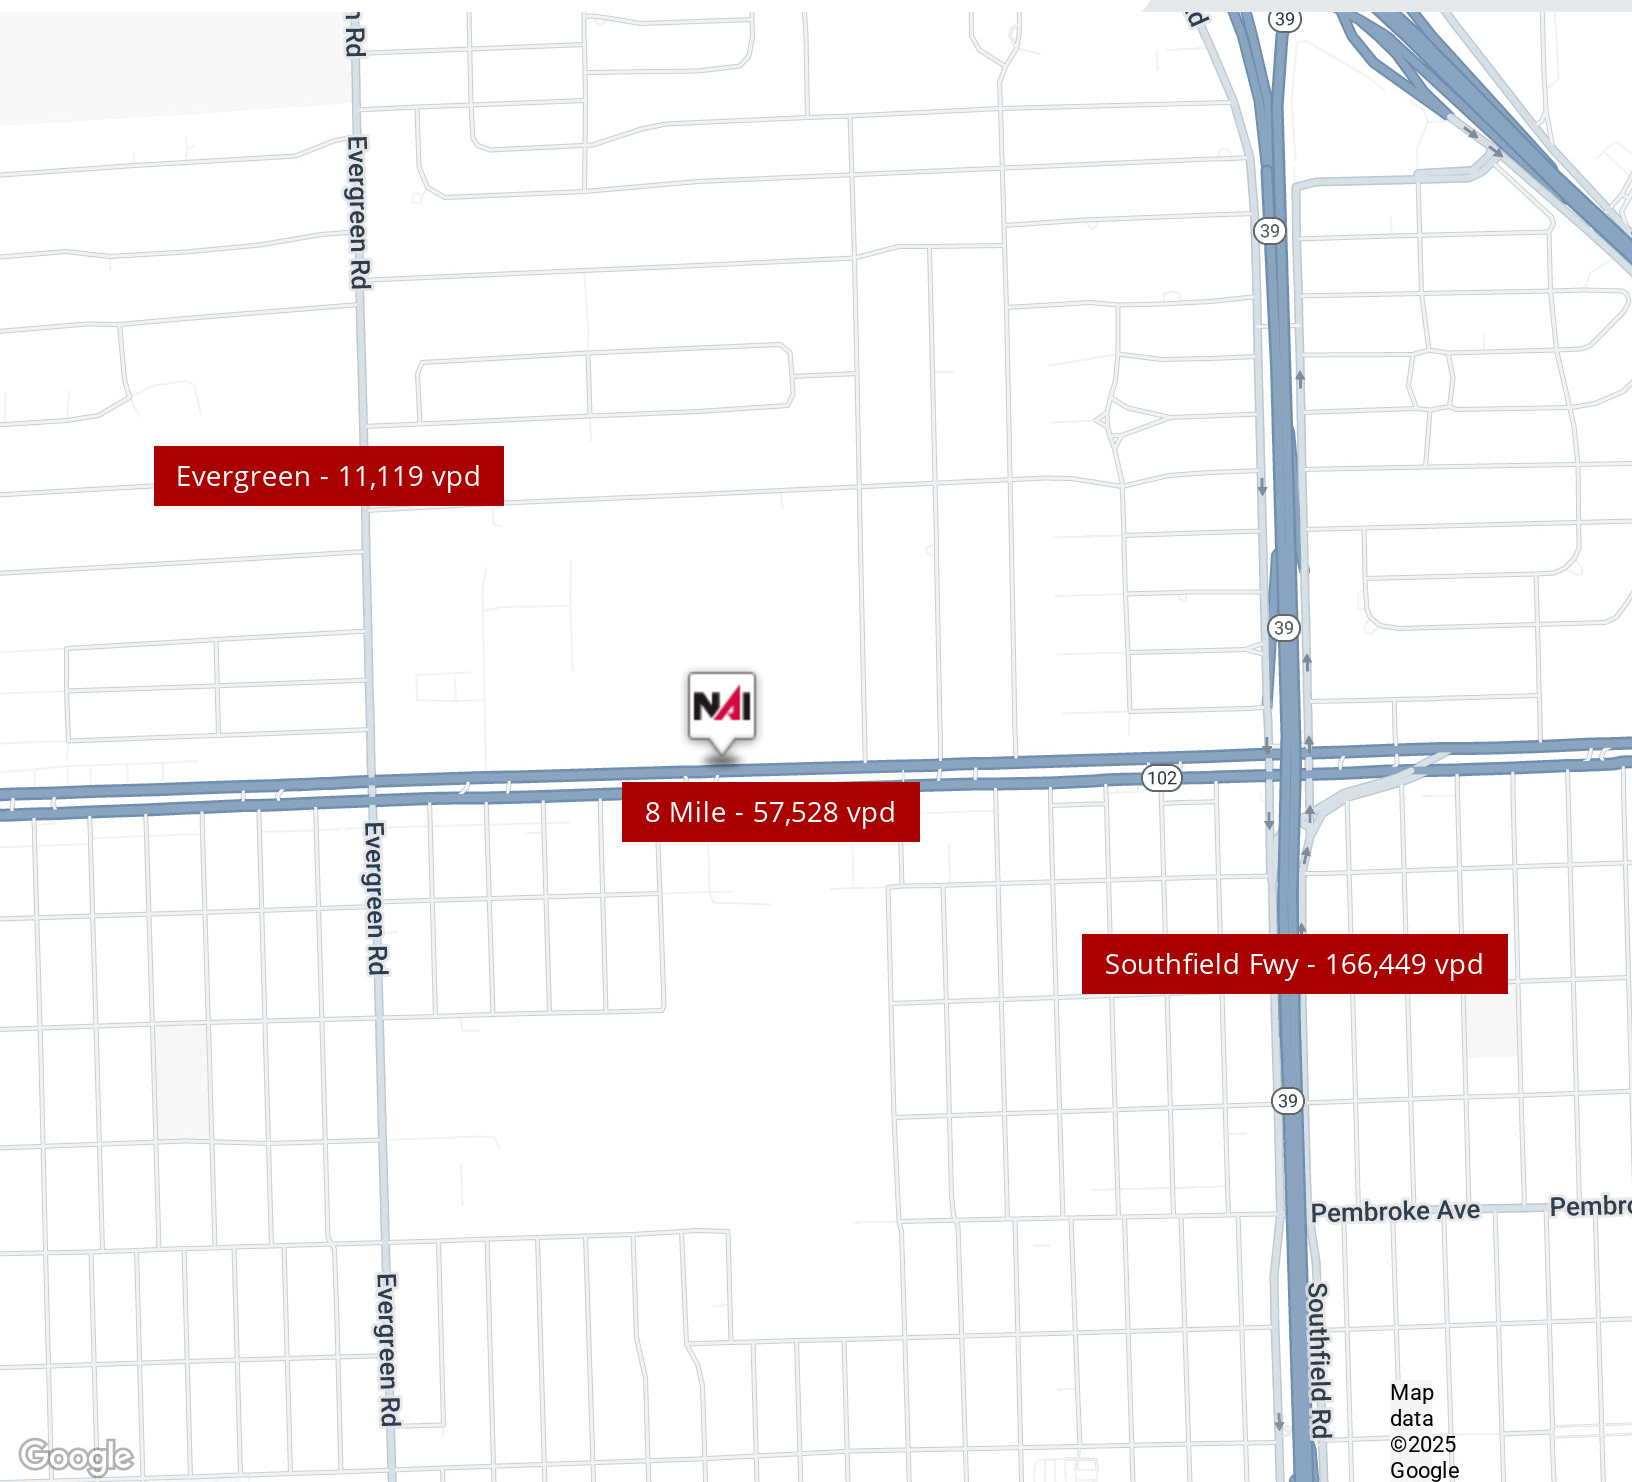 n Rd
d
39
Evergreen Rd
39
Evergreen - 11,119 vpd
39
NAI
102
8 Mile - 57,528 vpd
Evergreen Rd
Southfield Fwy - 166,449 vpd
39
Pembroke Ave
Pembro
Evergreen Rd
Southfield Rd
Map
data
©2025
Google
Google